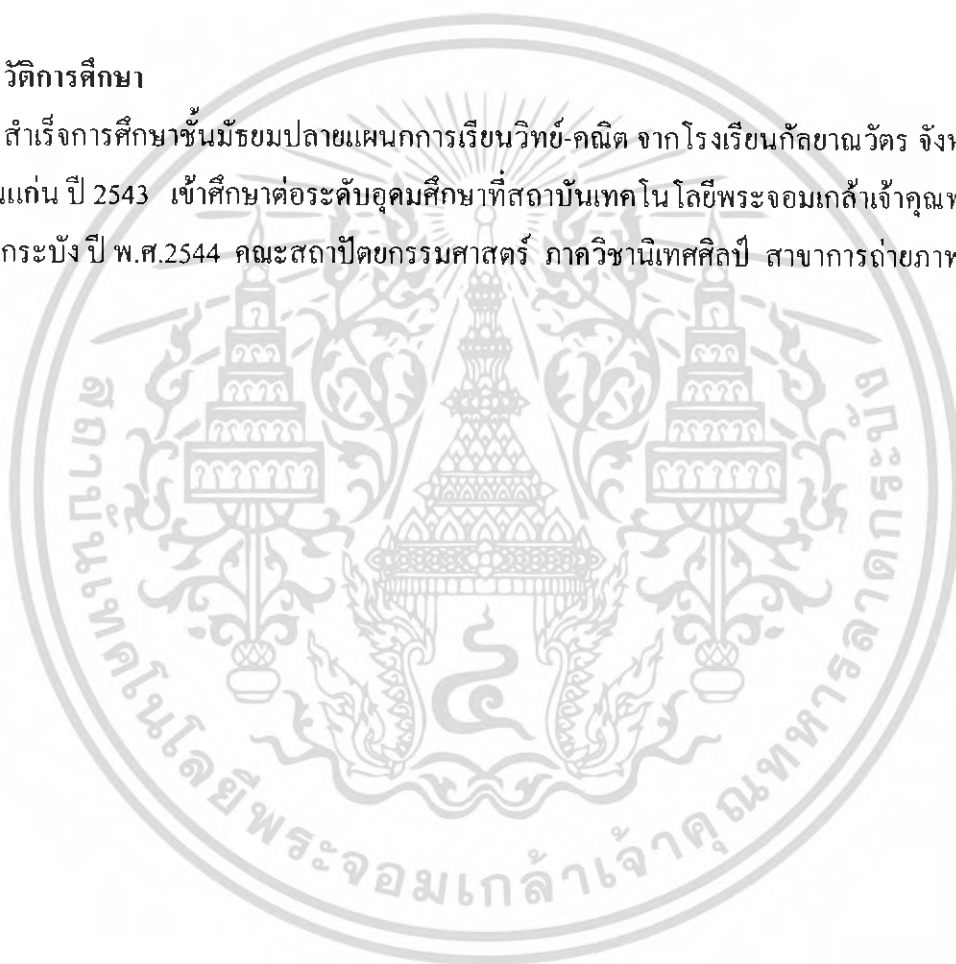 วัติการศึกษา
สำเร็จการศึกษาชั้นมัธยมปลายแผนกการเรียนวิทย์-คณิต จากโรงเรียนกัลยาณวัตร จังห
นแก่น ปี 2543 เข้าศึกษาต่อระดับอุดมศึกษาที่สถาบันเทคโนโลยีพระจอมเกล้าเจ้าคุณท
กระบัง ปี พ.ศ.2544 คณะสถาปัตยกรรมศาสตร์ ภาควิชานิเทศศิลป์ สาขาการถ่ายภาพ
สถาบันเทคโนโลยีพระจอมเกล้าเจ้าคุณทหารลาดกระบัง
๔